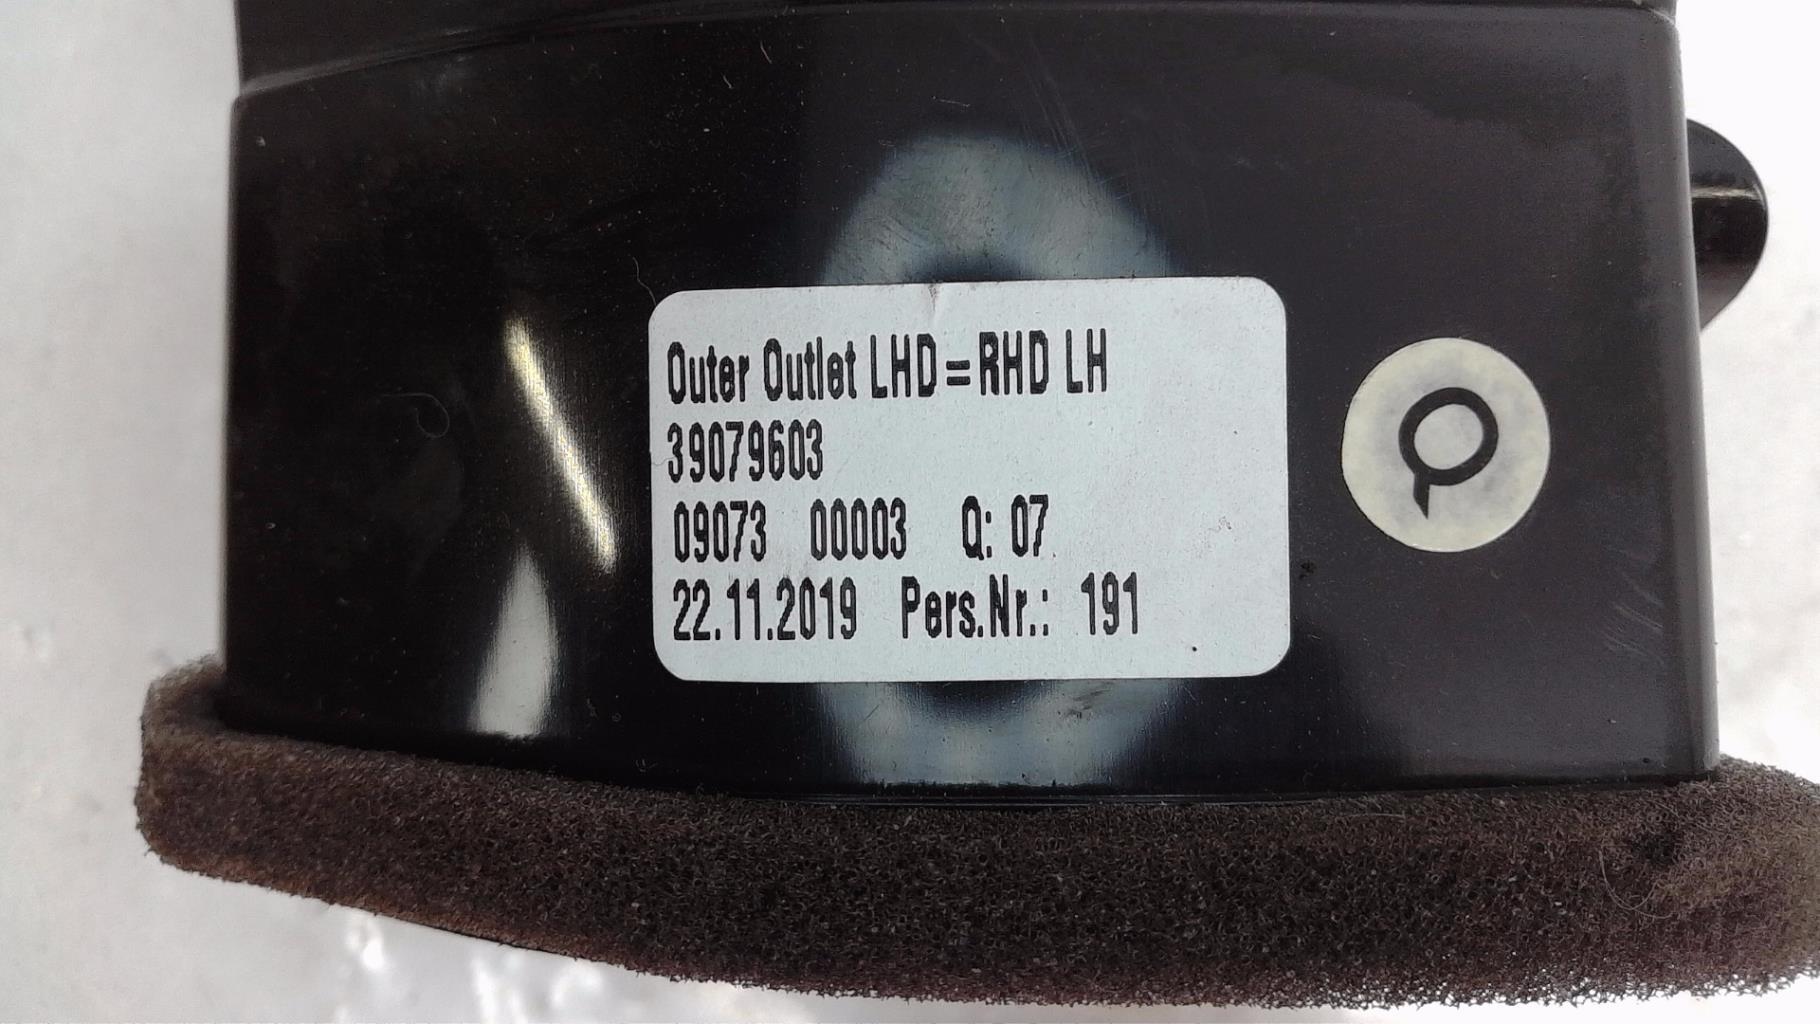 Outer Outlet LHD=RHD LH
39079603
09073 00003 Q: 07
22.11.2019 Pers.Nr.: 191